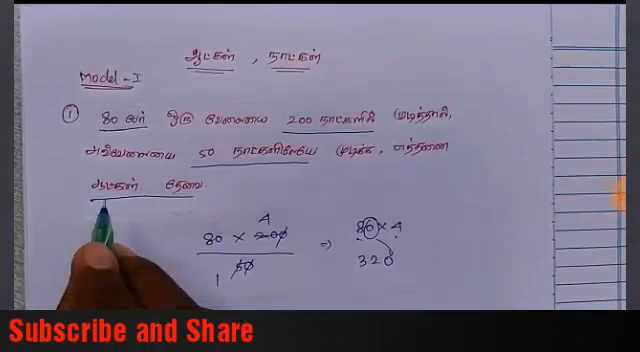 ஆட்கள் , நாட்கள்
Model - I
① 80 பேர் ஒரு வேலையை 200 நாட்களில் முடித்தால்,
அவ்வேலையை 50 நாட்களிலேயே முடிக்க, எத்தனை
ஆட்கள் தேவை.
4
80 × 200 ⇒ 80 × 4
1 50 320
Subscribe and Share